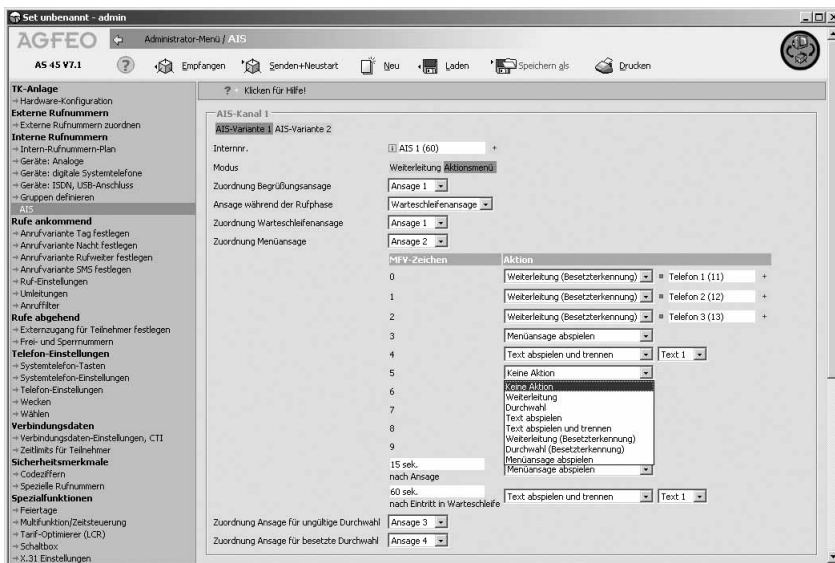 Set unbenannt - admin
AGFEO
Administrator-Menü / AIS
AS 45 V7.1
?
Empfangen
Senden+Neustart
Neu
Laden
Speichern als
Drucken
TK-Anlage
Hardware-Konfiguration
Externe Rufnummern
Externe Rufnummern zuordnen
Interne Rufnummern
Intern-Rufnummern-Plan
Geräte: Analoge
Geräte: digitale Systemtelefone
Geräte: ISDN, USB-Anschluss
Gruppen definieren
AIS
Rufe ankommend
Anrufvariante Tag festlegen
Anrufvariante Nacht festlegen
Anrufvariante Rufweiter festlegen
Anrufvariante SMS festlegen
Ruf-Einstellungen
Umleitungen
Anruffilter
Rufe abgehend
Externzugang für Teilnehmer festlegen
Frei- und Sperrnummern
Telefon-Einstellungen
Systemtelefon-Tasten
Systemtelefon-Einstellungen
Telefon-Einstellungen
Wecken
Wählen
Verbindungsdaten
Verbindungsdaten-Einstellungen, CTI
Zeitlimits für Teilnehmer
Sicherheitsmerkmale
Codeziffern
Spezielle Rufnummern
Spezialfunktionen
Feiertage
Multifunktion/Zeitsteuerung
Tarif-Optimierer (LCR)
Schaltbox
X.31 Einstellungen
? Klicken für Hilfe!
AIS-Kanal 1
AIS-Variante 1 AIS-Variante 2
Internnr. AIS 1 (60) +
Modus Weiterleitung Aktionsmenü
Zuordnung Begrüßungsansage Ansage 1
Ansage während der Rufphase Warteschleifenansage
Zuordnung Warteschleifenansage Ansage 1
Zuordnung Menüansage Ansage 2
MFV-Zeichen Aktion
0 Weiterleitung (Besetzterkennung) Telefon 1 (11) +
1 Weiterleitung (Besetzterkennung) Telefon 2 (12) +
2 Weiterleitung (Besetzterkennung) Telefon 3 (13) +
3 Menüansage abspielen
4 Text abspielen und trennen Text 1
5 Keine Aktion
Keine Aktion
6 Weiterleitung
Durchwahl
7 Text abspielen
8 Text abspielen und trennen
Weiterleitung (Besetzterkennung)
9 Durchwahl (Besetzterkennung)
Menüansage abspielen
15 sek. Menüansage abspielen
nach Ansage
60 sek. Text abspielen und trennen Text 1
nach Eintritt in Warteschleife
Zuordnung Ansage für ungültige Durchwahl Ansage 3
Zuordnung Ansage für besetzte Durchwahl Ansage 4